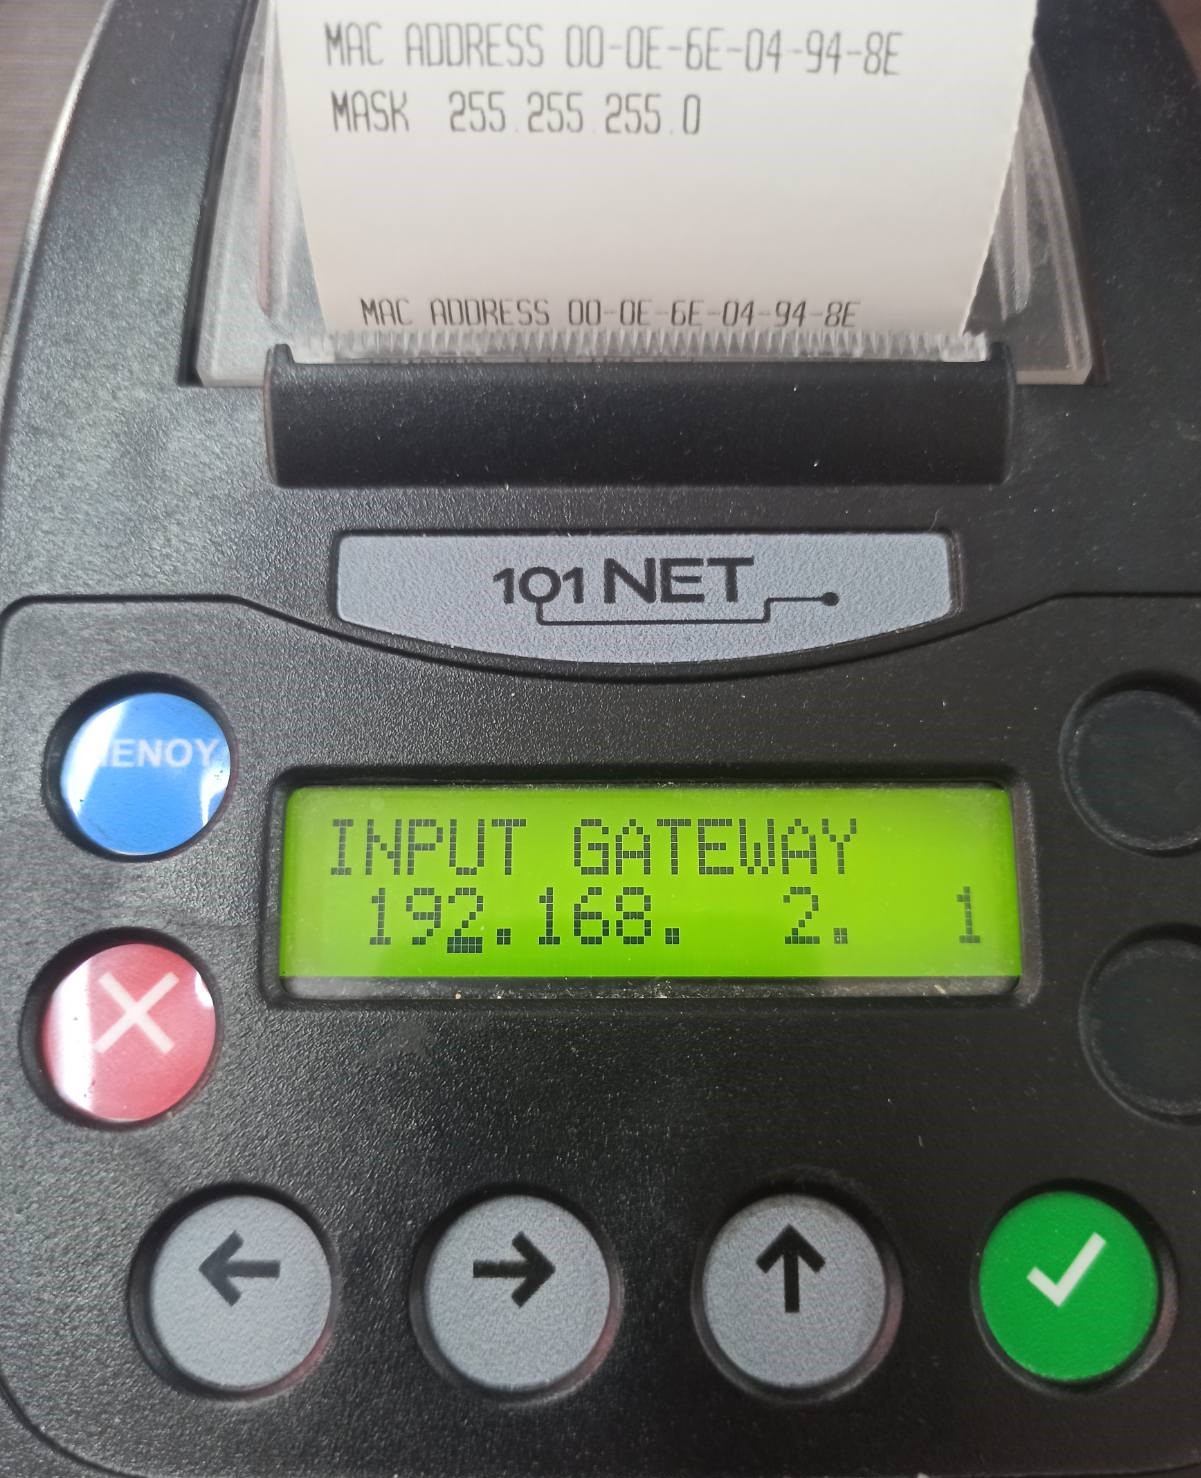 MAC ADDRESS 00-0E-6E-04-94-8E
MASK 255.255.255.0
MAC ADDRESS 00-0E-6E-04-94-8E
101 NET
INPUT GATEWAY
192.168. 2. 1